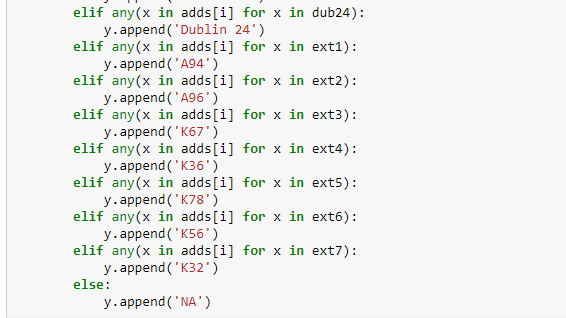 elif any(x in adds[i] for x in dub24):
y.append('Dublin 24')
elif any(x in adds[i] for x in ext1):
y.append('A94')
elif any(x in adds[i] for x in ext2):
y.append('A96')
elif any(x in adds[i] for x in ext3):
y.append('K67')
elif any(x in adds[i] for x in ext4):
y.append('K36')
elif any(x in adds[i] for x in ext5):
y.append('K78')
elif any(x in adds[i] for x in ext6):
y.append('K56')
elif any(x in adds[i] for x in ext7):
y.append('K32')
else:
y.append('NA')